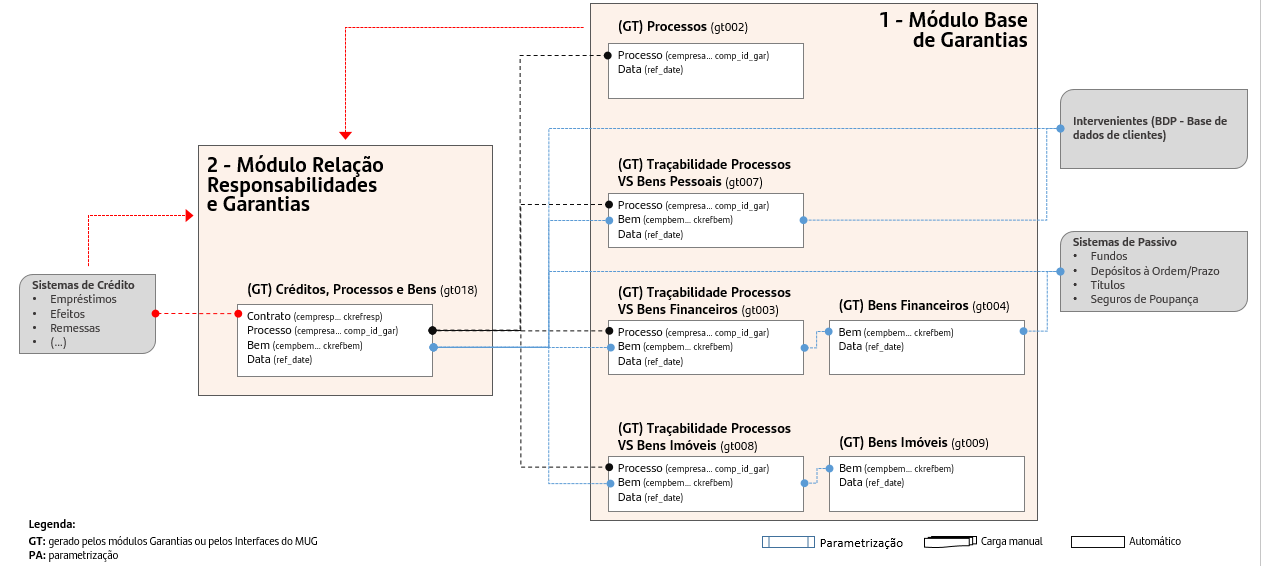 (GT) Processos (gt002)
1 - Módulo Base
de Garantias
Processo (cempresa... comp_id_gar)
Data (ref_date)
Intervenientes (BDP - Base de
dados de clientes)
2 - Módulo Relação
Responsabilidades
e Garantias
(GT) Traçabilidade Processos
VS Bens Pessoais (gt007)
Processo (cempresa... comp_id_gar)
Bem (cempbem... ckrefbem)
Data (ref_date)
Sistemas de Passivo
• Fundos
• Depósitos à Ordem/Prazo
• Títulos
• Seguros de Poupança
Sistemas de Crédito
• Empréstimos
• Efeitos
• Remessas
• (...)
(GT) Créditos, Processos e Bens (gt018)
Contrato (cempresp... ckrefresp)
Processo (cempresa... comp_id_gar)
Bem (cempbem... ckrefbem)
Data (ref_date)
(GT) Traçabilidade Processos
VS Bens Financeiros (gt003)
Processo (cempresa... comp_id_gar)
Bem (cempbem... ckrefbem)
Data (ref_date)
(GT) Bens Financeiros (gt004)
Bem (cempbem... ckrefbem)
Data (ref_date)
(GT) Traçabilidade Processos
VS Bens Imóveis (gt008)
Processo (cempresa... comp_id_gar)
Bem (cempbem... ckrefbem)
Data (ref_date)
(GT) Bens Imóveis (gt009)
Bem (cempbem... ckrefbem)
Data (ref_date)
Legenda:
GT: gerado pelos módulos Garantias ou pelos Interfaces do MUG
PA: parametrização
Parametrização
Carga manual
Automático